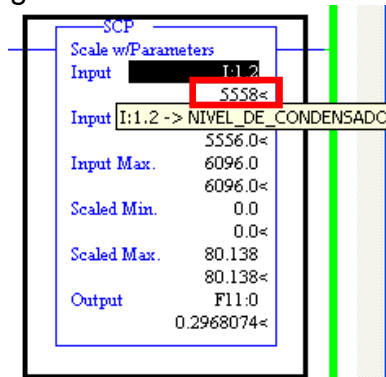 SCP
Scale w/Parameters
Input I:1.2
5558<
Input I:1.2 -> NIVEL_DE_CONDENSADO
5556.0<
Input Max. 6096.0
6096.0<
Scaled Min. 0.0
0.0<
Scaled Max. 80.138
80.138<
Output F11:0
0.2968074<